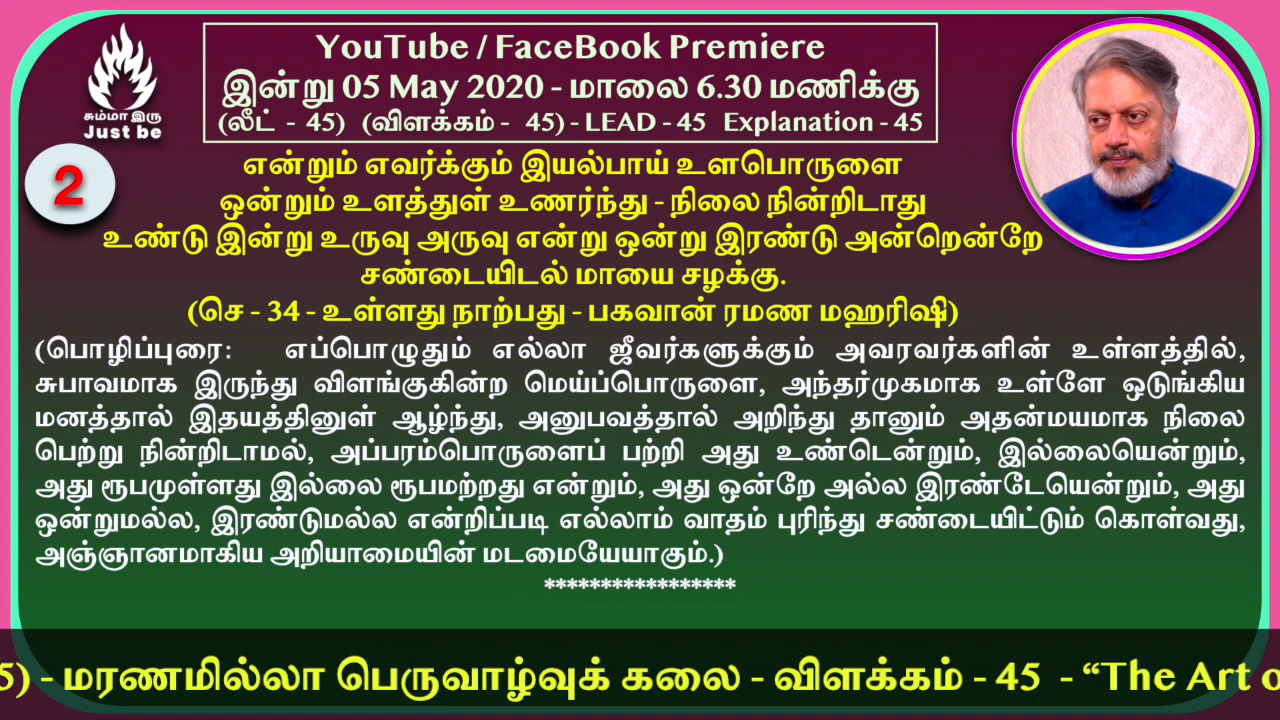 சும்மா இரு
Just be
YouTube / FaceBook Premiere
இன்று 05 May 2020 - மாலை 6.30 மணிக்கு
(லீட் - 45) (விளக்கம் - 45) - LEAD - 45 Explanation - 45
2
என்றும் எவர்க்கும் இயல்பாய் உளபொருளை
ஒன்றும் உளத்துள் உணர்ந்து - நிலை நின்றிடாது
உண்டு இன்று உருவு அருவு என்று ஒன்று இரண்டு அன்றென்றே
சண்டையிடல் மாயை சழக்கு.
(செ - 34 - உள்ளது நாற்பது - பகவான் ரமண மஹரிஷி)
(பொழிப்புரை: எப்பொழுதும் எல்லா ஜீவர்களுக்கும் அவரவர்களின் உள்ளத்தில்,
சுபாவமாக இருந்து விளங்குகின்ற மெய்ப்பொருளை, அந்தர்முகமாக உள்ளே ஒடுங்கிய
மனத்தால் இதயத்தினுள் ஆழ்ந்து, அனுபவத்தால் அறிந்து தானும் அதன்மயமாக நிலை
பெற்று நின்றிடாமல், அப்பரம்பொருளைப் பற்றி அது உண்டென்றும், இல்லையென்றும்,
அது ரூபமுள்ளது இல்லை ரூபமற்றது என்றும், அது ஒன்றே அல்ல இரண்டேயென்றும், அது
ஒன்றுமல்ல, இரண்டுமல்ல என்றிப்படி எல்லாம் வாதம் புரிந்து சண்டையிட்டும் கொள்வது,
அஞ்ஞானமாகிய அறியாமையின் மடமையேயாகும்.)
*****************
5) - மரணமில்லா பெருவாழ்வுக் கலை - விளக்கம் - 45 - “The Art o